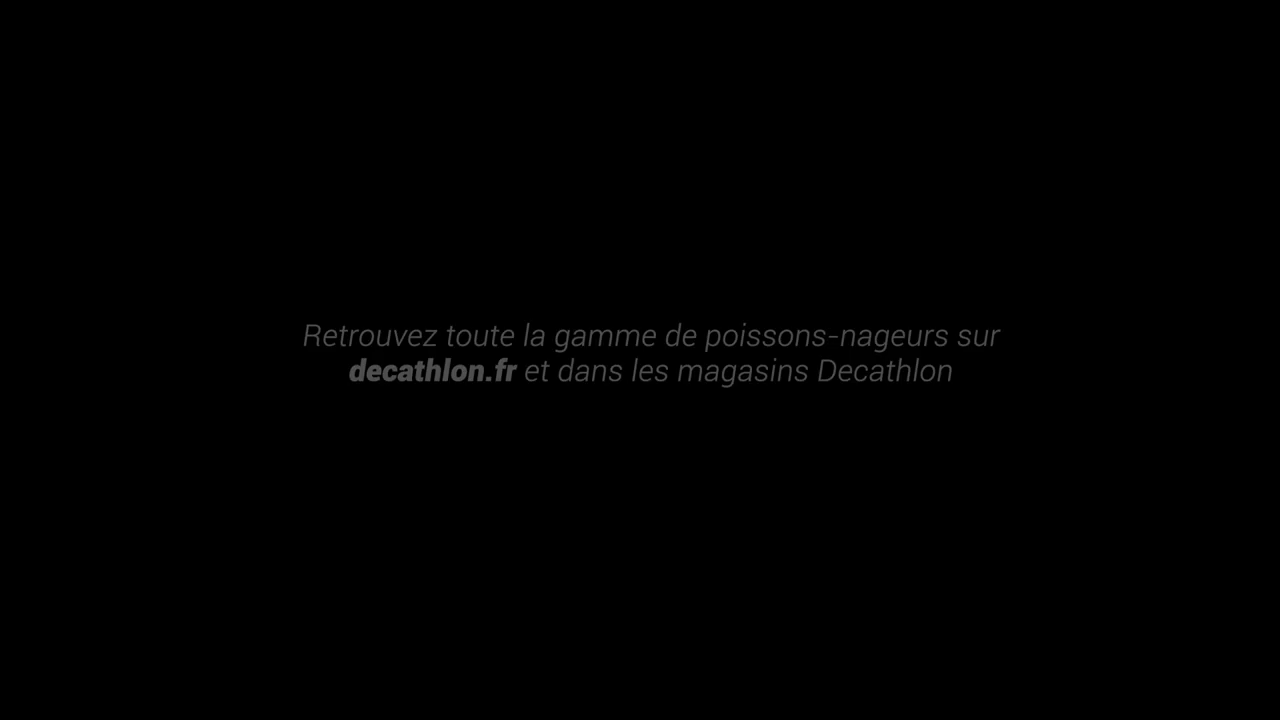 Retrouvez toute la gamme de poissons-nageurs sur
decathlon.fr et dans les magasins Decathlon